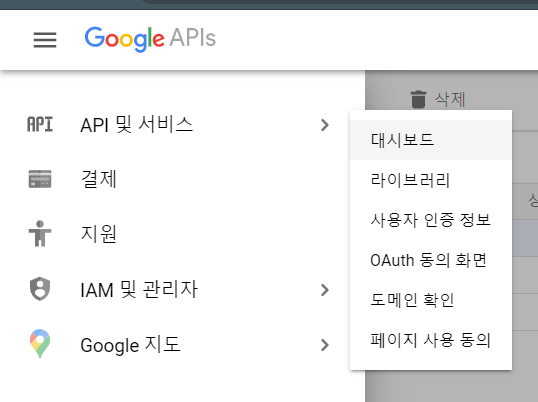 Google APIs
삭제
API 및 서비스
대시보드
라이브러리
결제
사용자 인증 정보
지원
OAuth 동의 화면
IAM 및 관리자
도메인 확인
Google 지도
페이지 사용 동의